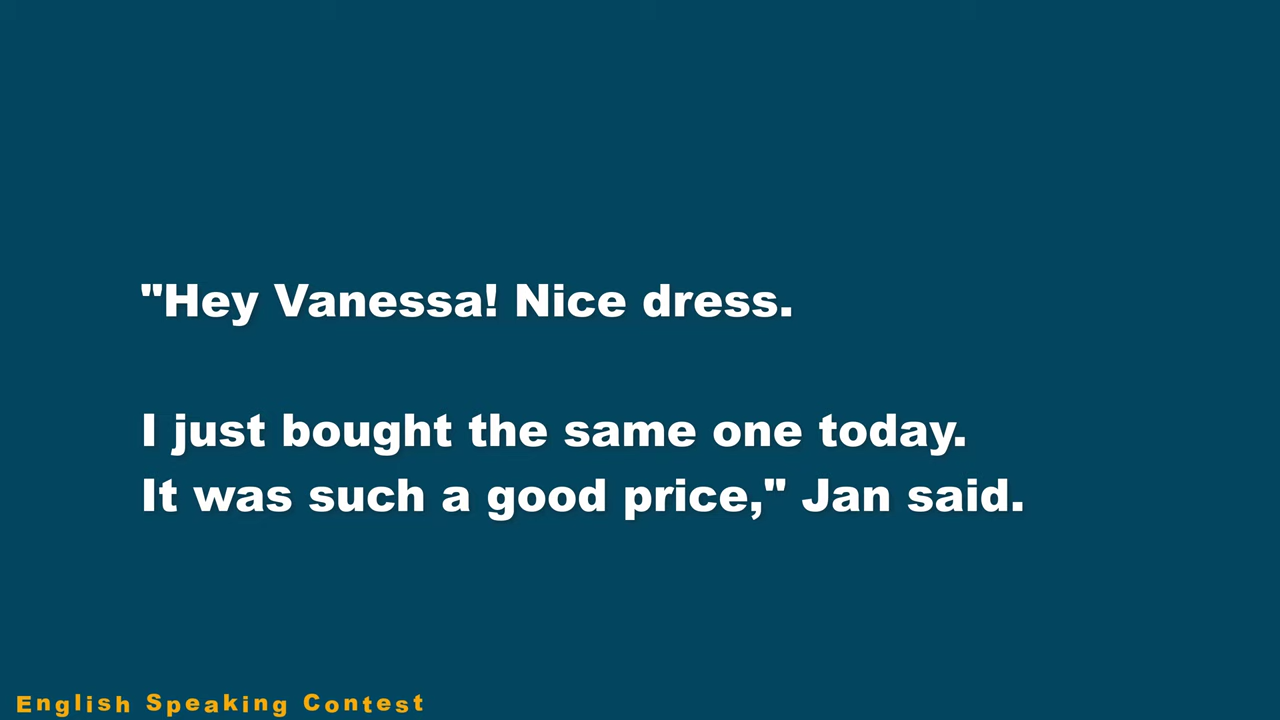 "Hey Vanessa! Nice dress.
I just bought the same one today.
It was such a good price," Jan said.
English Speaking Contest